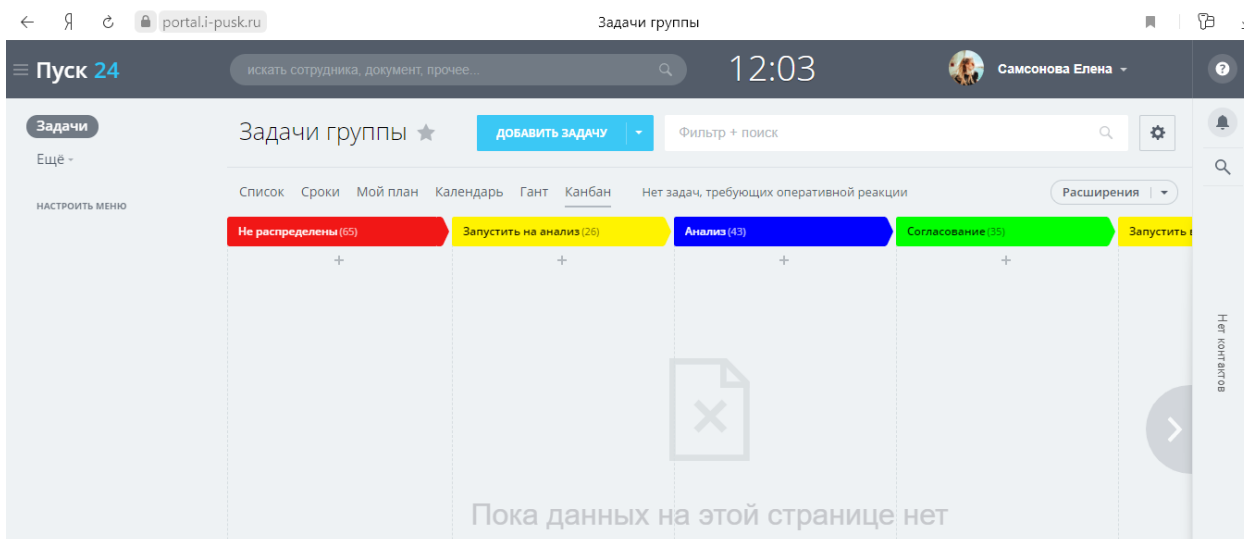 Я portal.i-pusk.ru Задачи группы
Пуск 24 искать сотрудника, документ, прочее... 12:03 Самсонова Елена ?
Задачи
Ещё
НАСТРОИТЬ МЕНЮ
Задачи группы ДОБАВИТЬ ЗАДАЧУ Фильтр + поиск
Список Сроки Мой план Календарь Гант Канбан Нет задач, требующих оперативной реакции Расширения
Не распределены (65) Запустить на анализ (26) Анализ (43) Согласование (35) Запустить
+ + + +
Нет контактов
Пока данных на этой странице нет